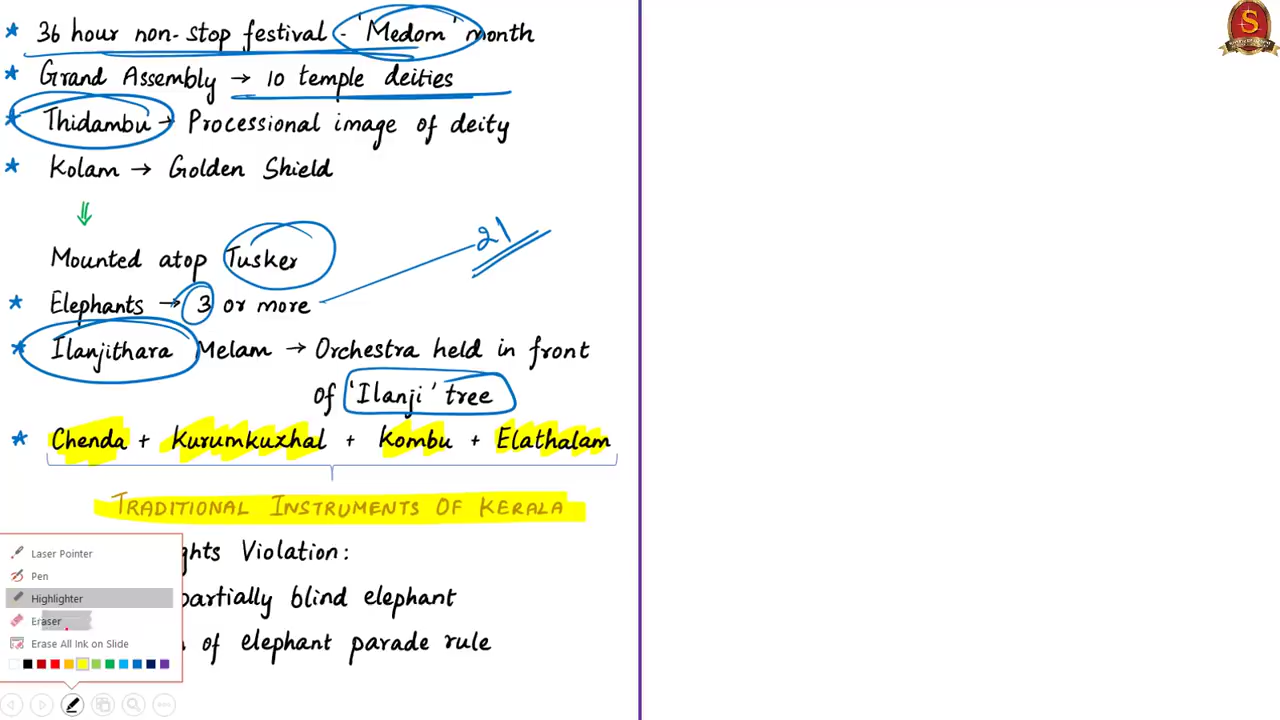 * 36 hour non-stop festival - 'Medom' month
* Grand Assembly → 10 temple deities
* Thidambu → Processional image of deity
* Kolam → Golden Shield
⇓
Mounted atop Tusker
21
* Elephants → 3 or more
* Ilanjithara Melam → Orchestra held in front
of 'Ilanji' tree
* Chenda + Kurumkuzhal + Kombu + Elathalam
TRADITIONAL INSTRUMENTS OF KERALA
ghts Violation:
partially blind elephant
of elephant parade rule
Laser Pointer
Pen
Highlighter
Eraser
Erase All Ink on Slide
S